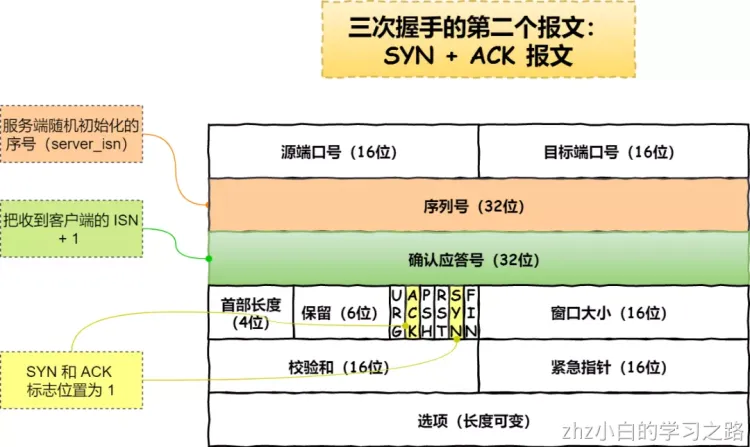 三次握手的第二个报文：
SYN + ACK 报文
服务端随机初始化的
序号（server_isn）
把收到客户端的 ISN
+ 1
SYN 和 ACK
标志位置为 1
源端口号（16位）
目标端口号（16位）
序列号（32位）
确认应答号（32位）
首部长度
（4位）
保留（6位）
URG
ACK
PSH
RST
SYN
FIN
窗口大小（16位）
校验和（16位）
紧急指针（16位）
选项（长度可变）
zhz小白的学习之路